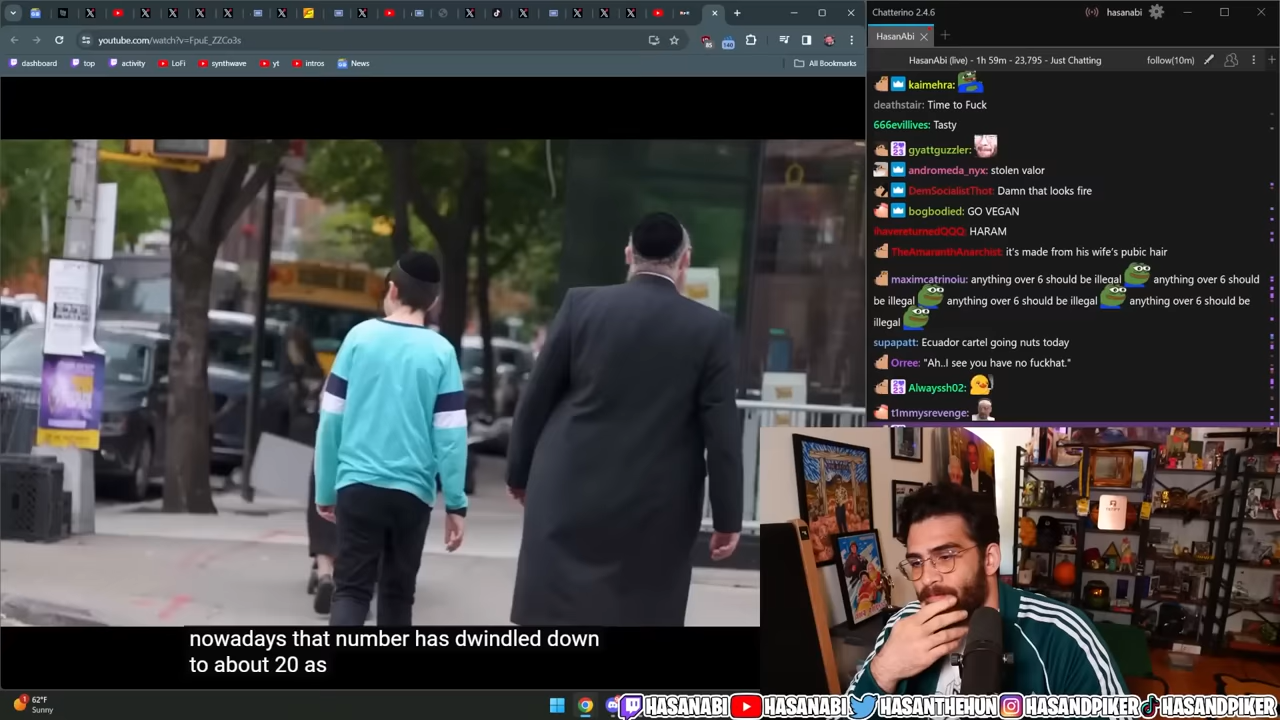 Chatterino 2.4.6
hasanabi
youtube.com/watch?v=FpuE_ZZCo3s
85
140
HasanAbi
dashboard
top
activity
LoFi
synthwave
yt
intros
News
All Bookmarks
HasanAbi (live) - 1h 59m - 23,795 - Just Chatting
follow(10m)
kaimehra:
deathstair: Time to Fuck
666evillives: Tasty
gyattguzzler:
andromeda_nyx: stolen valor
DemSocialistThot: Damn that looks fire
bogbodied: GO VEGAN
ihavereturnedQQQ: HARAM
TheAmaranthAnarchist: it's made from his wife's pubic hair
maximcatrinoiu: anything over 6 should be illegal anything over 6 should
be illegal anything over 6 should be illegal anything over 6 should be
illegal
supapatt: Ecuador cartel going nuts today
Orree: "Ah..I see you have no fuckhat."
Alwayssh02:
t1mmysrevenge:
nowadays that number has dwindled down
to about 20 as
1
62°F
Sunny
HASANABI
HASANABI
HASANTHEHUN
HASANDPIKER
HASANDPIKER